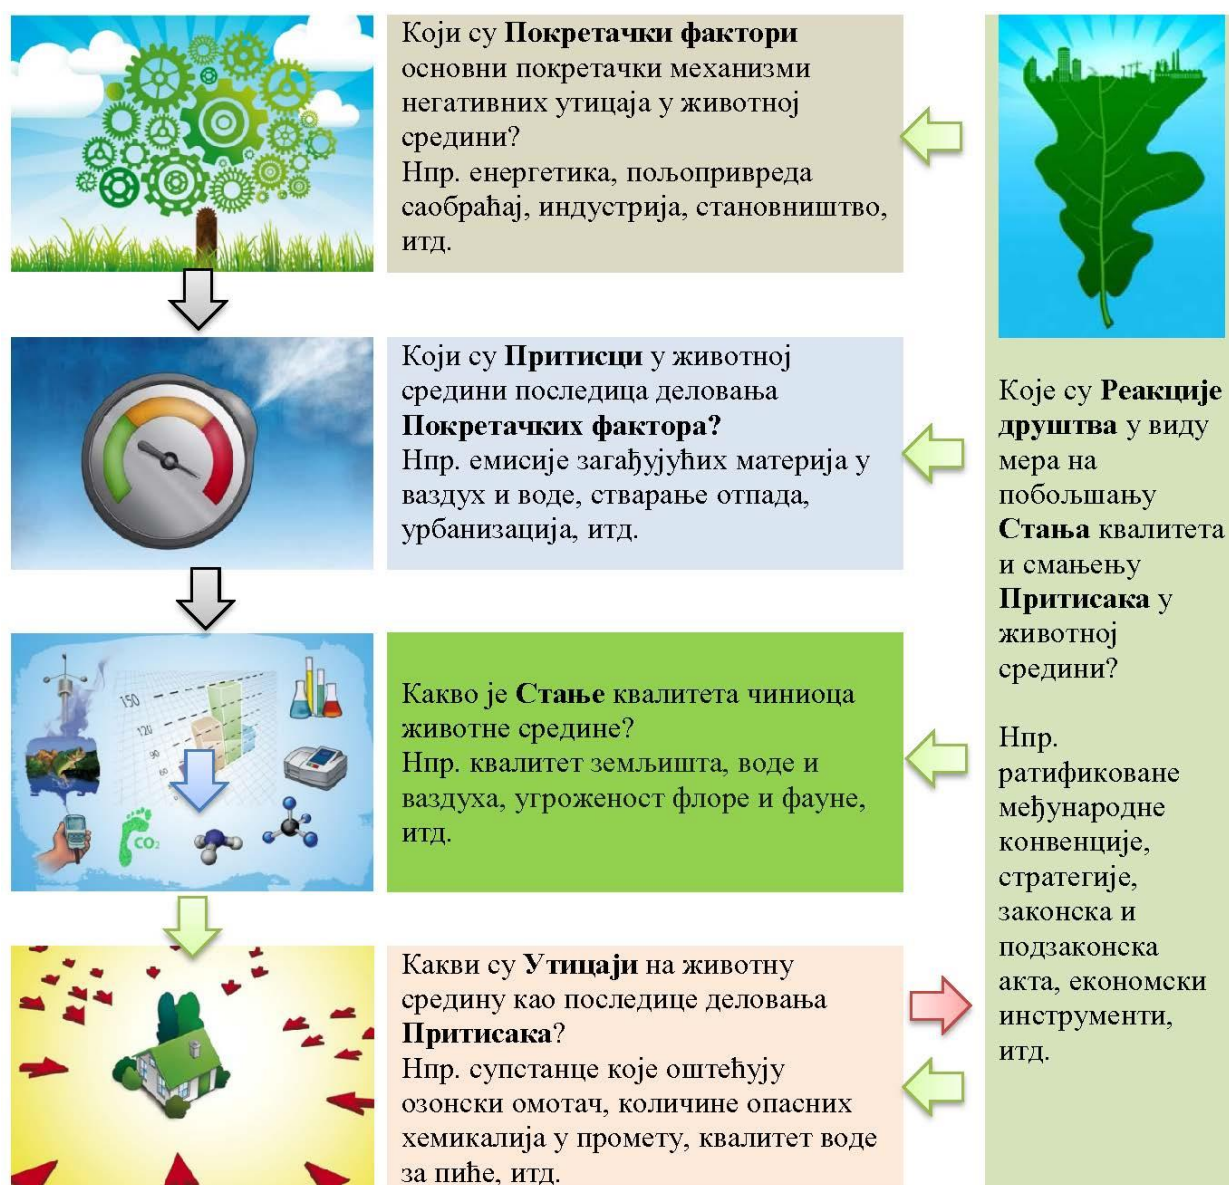 Који су Покретачки фактори
основни покретачки механизми
негативних утицаја у животној
средини?
Нпр. енергетика, пољопривреда
саобраћај, индустрија, становништво,
итд.
Који су Притисци у животној
средини последица деловања
Покретачких фактора?
Нпр. емисије загађујућих материја у
ваздух и воде, стварање отпада,
урбанизација, итд.
150
120
90
60
CO₂
Какво је Стање квалитета чиниоца
животне средине?
Нпр. квалитет земљишта, воде и
ваздуха, угроженост флоре и фауне,
итд.
Какви су Утицаји на животну
средину као последице деловања
Притисака?
Нпр. супстанце које оштећују
озонски омотач, количине опасних
хемикалија у промету, квалитет воде
за пиће, итд.
Које су Реакције
друштва у виду
мера на
побољшању
Стања квалитета
и смањењу
Притисака у
животној
средини?
Нпр.
ратификоване
међународне
конвенције,
стратегије,
законска и
подзаконска
акта, економски
инструменти,
итд.